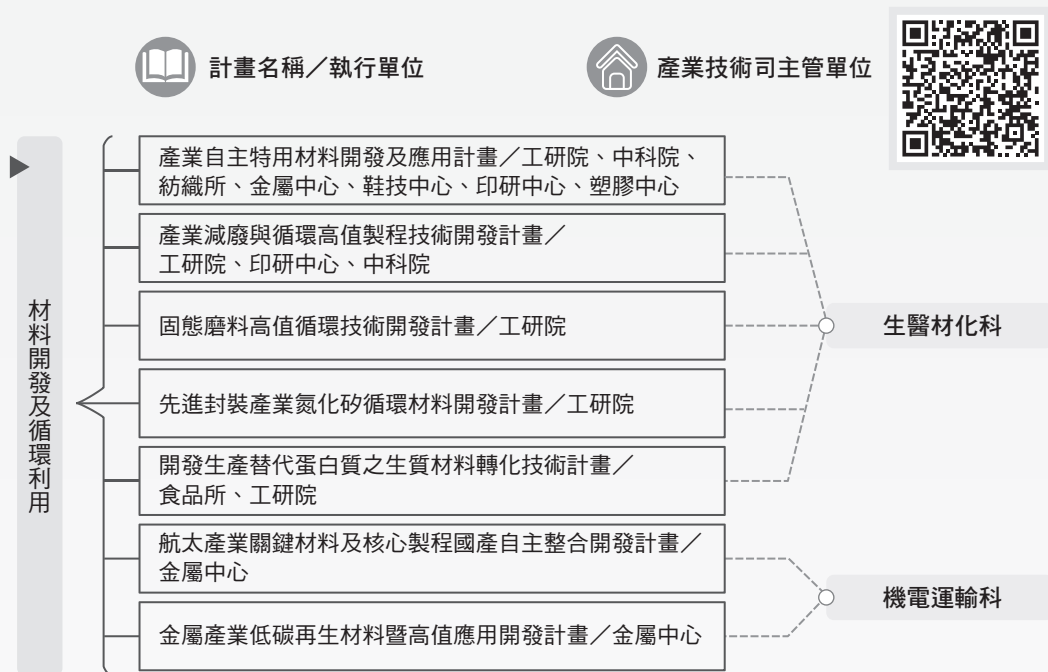 計畫名稱／執行單位
產業技術司主管單位
材料開發及循環利用
產業自主特用材料開發及應用計畫／工研院、中科院、
紡織所、金屬中心、鞋技中心、印研中心、塑膠中心
產業減廢與循環高值製程技術開發計畫／
工研院、印研中心、中科院
固態磨料高值循環技術開發計畫／工研院
先進封裝產業氮化矽循環材料開發計畫／工研院
開發生產替代蛋白質之生質材料轉化技術計畫／
食品所、工研院
生醫材化科
航太產業關鍵材料及核心製程國產自主整合開發計畫／
金屬中心
金屬產業低碳再生材料暨高值應用開發計畫／金屬中心
機電運輸科